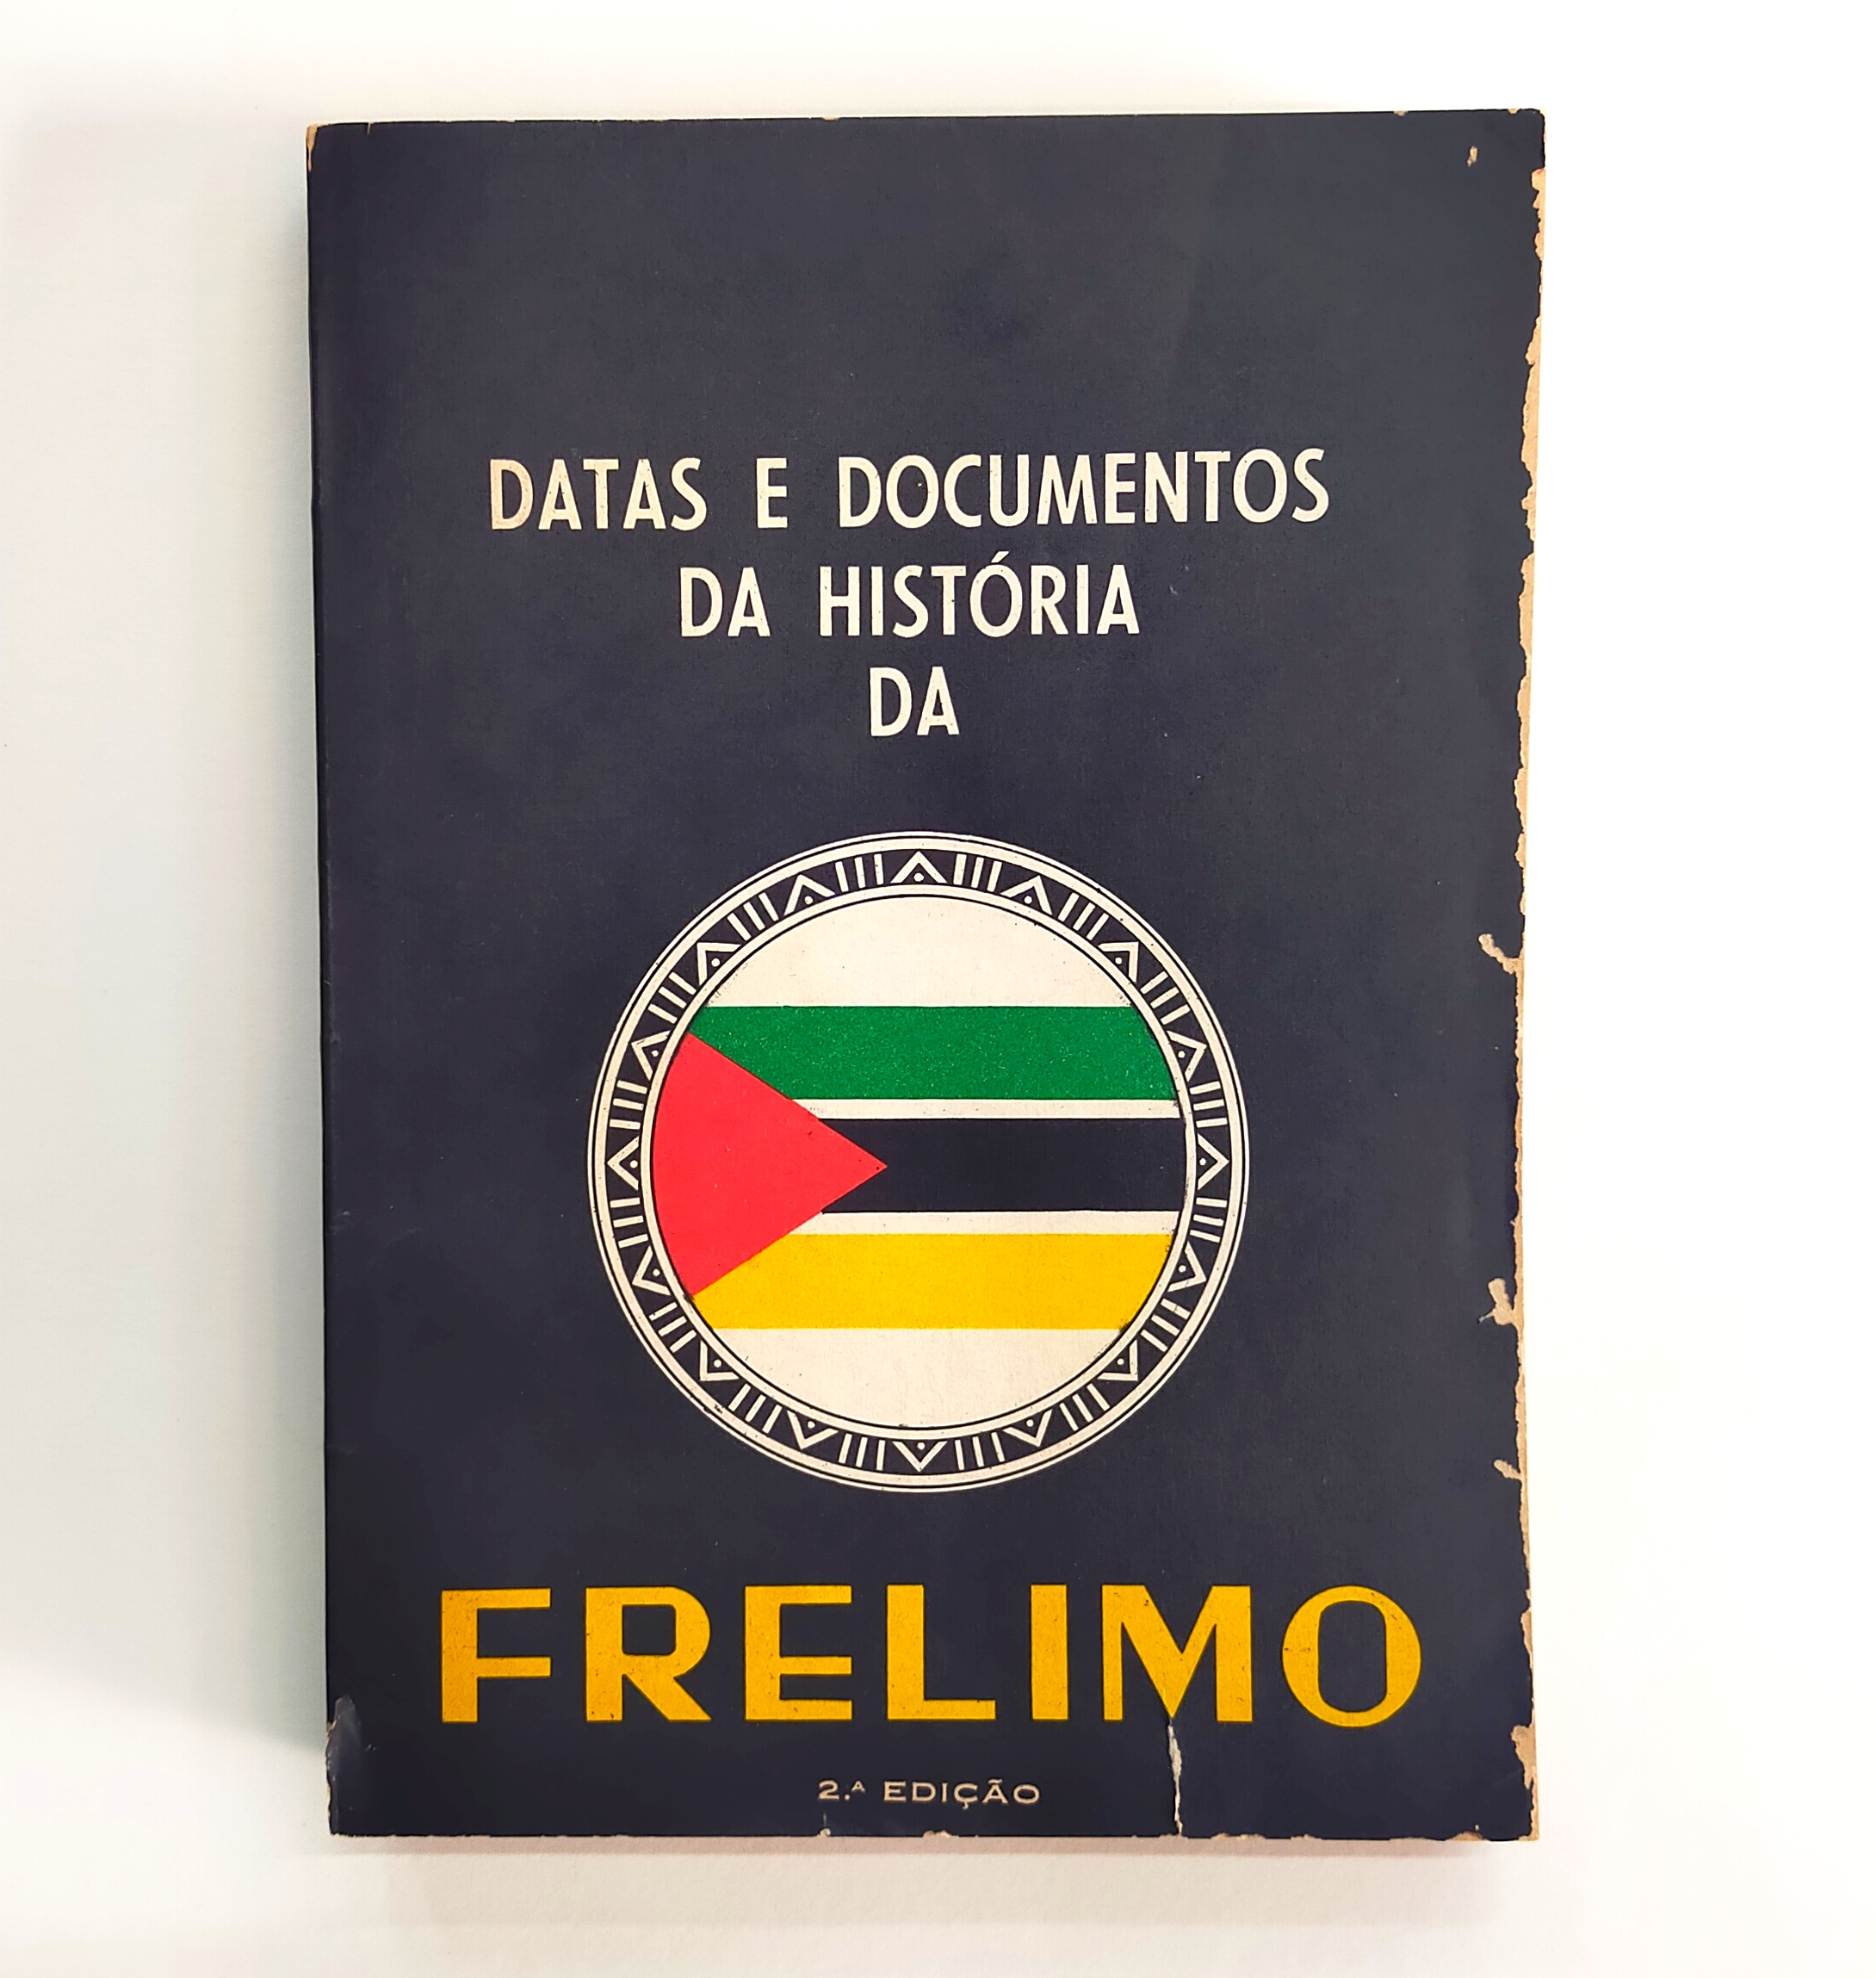 DATAS E DOCUMENTOS
DA HISTÓRIA
DA
FRELIMO
2.ᴬ EDIÇÃO